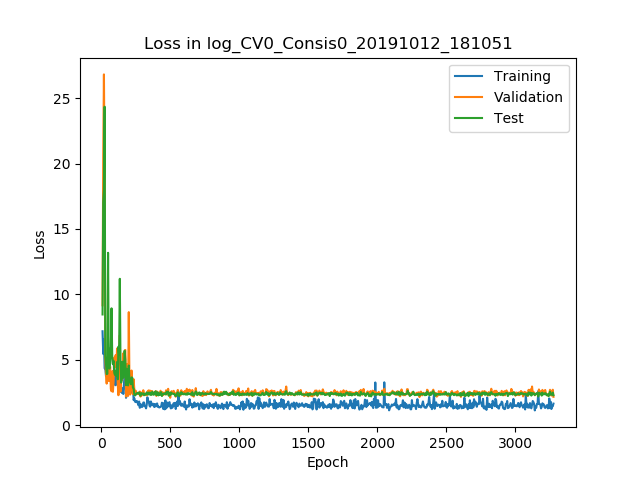 Loss in log_CV0_Consis0_20191012_181051
Training
Validation
Test
25
20
15
10
5
0
Loss
0 500 1000 1500 2000 2500 3000
Epoch